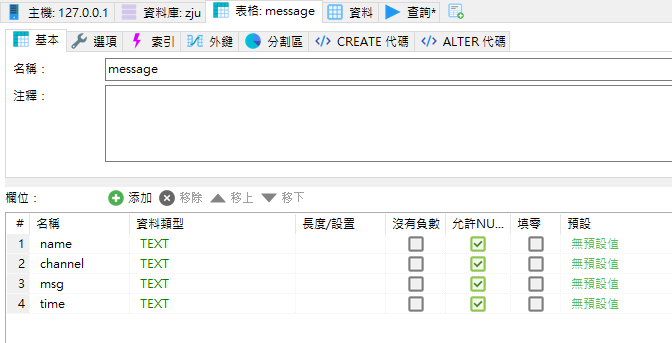 主機: 127.0.0.1 資料庫: zju 表格: message 資料 查詢*
基本 選項 索引 外鍵 分割區 CREATE 代碼 ALTER 代碼
名稱： message
注釋：
欄位： 添加 移除 移上 移下
# 名稱 資料類型 長度/設置 沒有負數 允許NU... 填零 預設
1 name TEXT 無預設值
2 channel TEXT 無預設值
3 msg TEXT 無預設值
4 time TEXT 無預設值